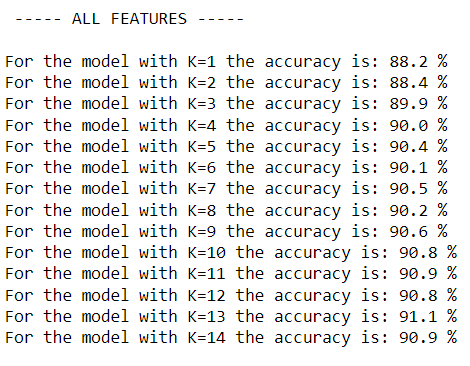 ----- ALL FEATURES -----
For the model with K=1 the accuracy is: 88.2 %
For the model with K=2 the accuracy is: 88.4 %
For the model with K=3 the accuracy is: 89.9 %
For the model with K=4 the accuracy is: 90.0 %
For the model with K=5 the accuracy is: 90.4 %
For the model with K=6 the accuracy is: 90.1 %
For the model with K=7 the accuracy is: 90.5 %
For the model with K=8 the accuracy is: 90.2 %
For the model with K=9 the accuracy is: 90.6 %
For the model with K=10 the accuracy is: 90.8 %
For the model with K=11 the accuracy is: 90.9 %
For the model with K=12 the accuracy is: 90.8 %
For the model with K=13 the accuracy is: 91.1 %
For the model with K=14 the accuracy is: 90.9 %